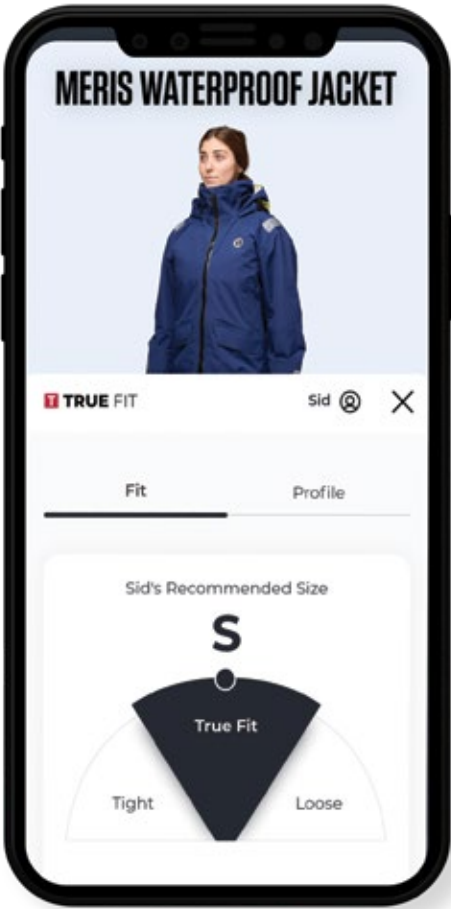 MERIS WATERPROOF JACKET
T TRUE FIT
Sid
Fit
Profile
Sid's Recommended Size
S
True Fit
Tight
Loose